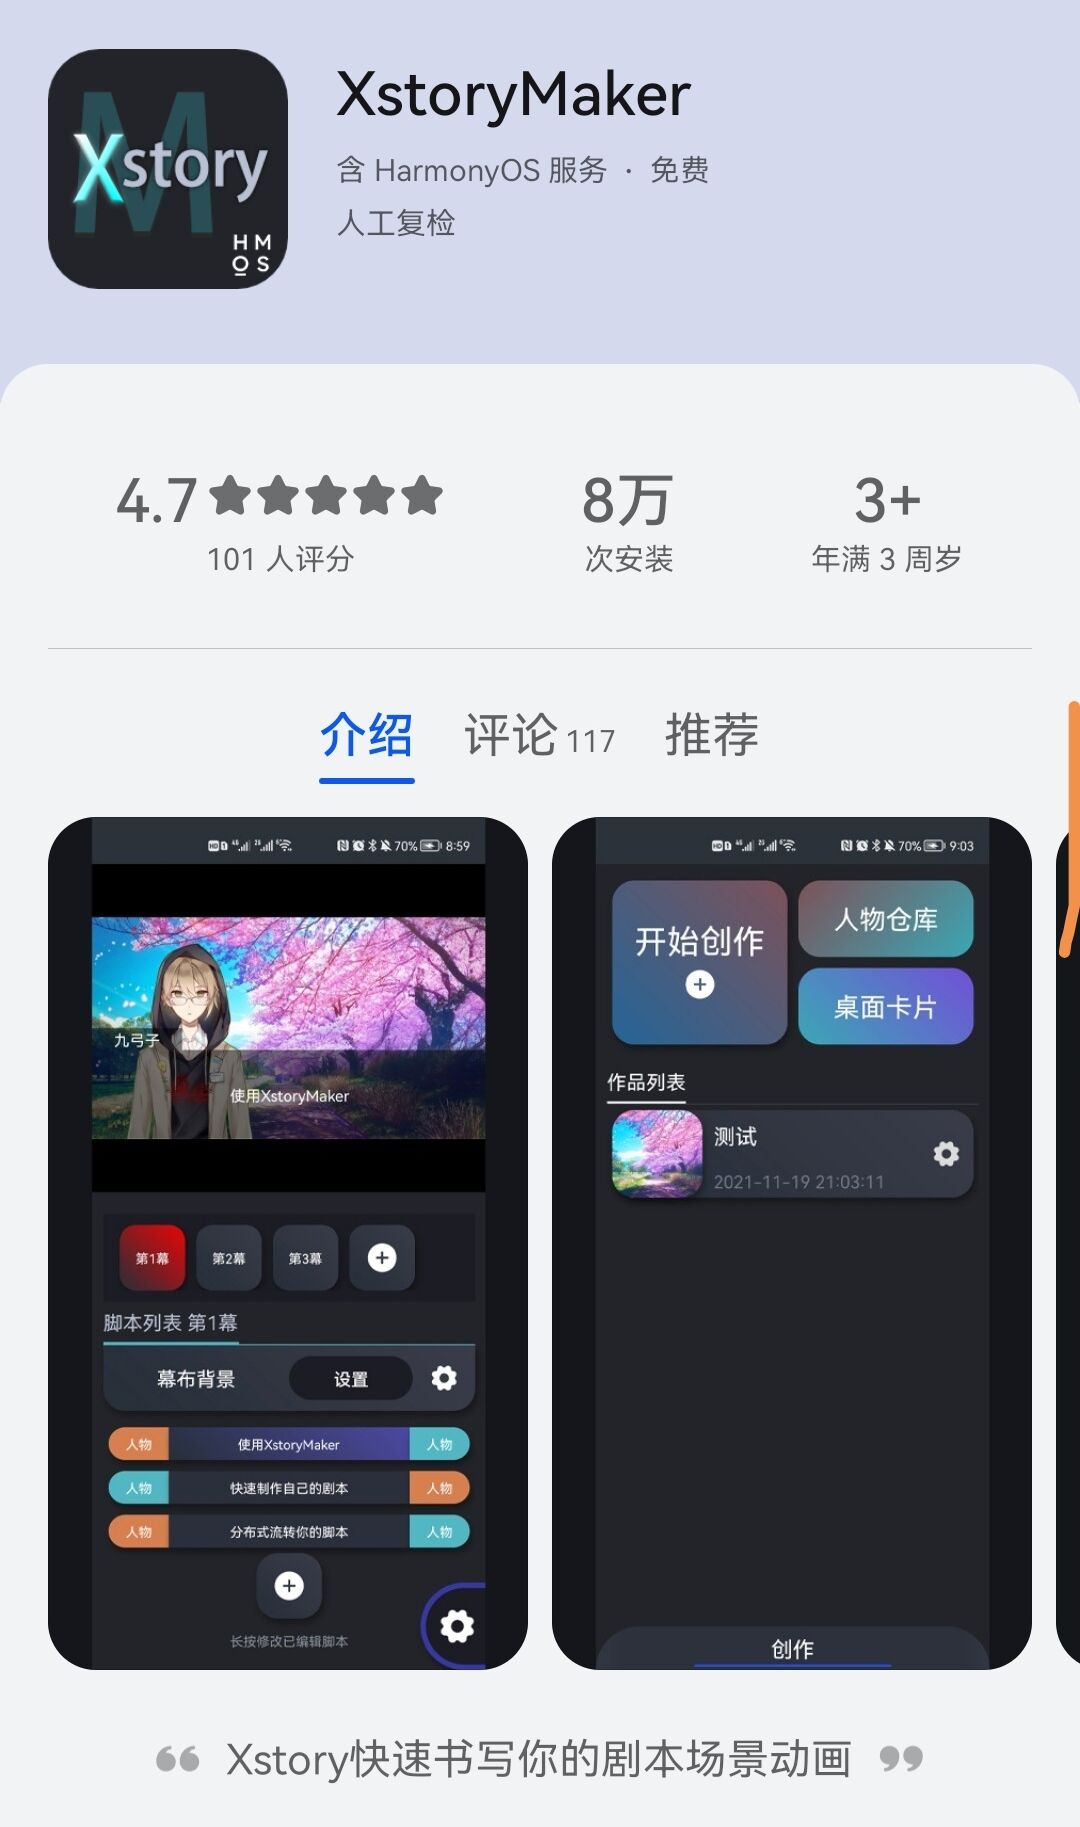 M
Xstory
HM
OS
XstoryMaker
含 HarmonyOS 服务 · 免费
人工复检
4.7
101 人评分
8万
次安装
3+
年满 3 周岁
介绍 评论 117 推荐
70% 8:59
九弓子
使用XstoryMaker
第1幕 第2幕 第3幕
脚本列表 第1幕
幕布背景 设置
人物 使用XstoryMaker 人物
人物 快速制作自己的剧本 人物
人物 分布式流转你的脚本 人物
长按修改已编辑脚本
70% 9:03
开始创作
人物仓库
桌面卡片
作品列表
测试
2021-11-19 21:03:11
创作
“ Xstory快速书写你的剧本场景动画 ”